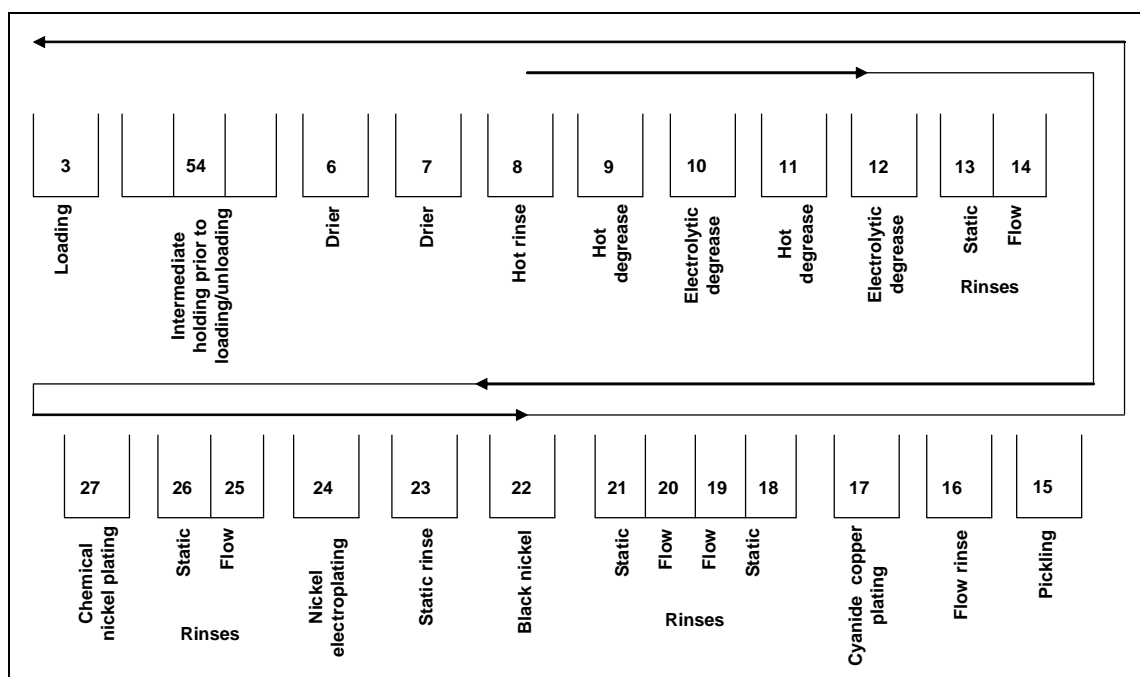 3
54
6
7
8
9
10
11
12
13
14
Loading
Intermediate
holding prior to
loading/unloading
Drier
Drier
Hot rinse
Hot
degrease
Electrolytic
degrease
Hot
degrease
Electrolytic
degrease
Static
Flow
Rinses
27
26
25
24
23
22
21
20
19
18
17
16
15
Chemical
nickel plating
Static
Flow
Rinses
Nickel
electroplating
Static rinse
Black nickel
Static
Flow
Flow
Static
Rinses
Cyanide copper
plating
Flow rinse
Pickling